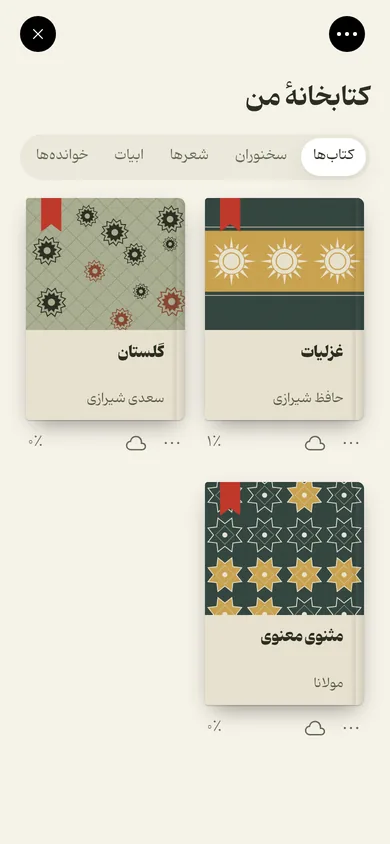 کتابخانهٔ من
کتاب‌ها
سخنوران
شعرها
ابیات
خوانده‌ها
غزلیات
حافظ شیرازی
۱٪
گلستان
سعدی شیرازی
۰٪
مثنوی معنوی
مولانا
۰٪